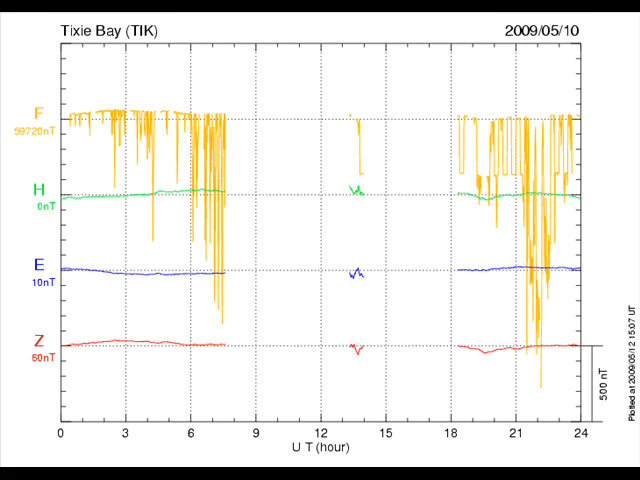 Tixie Bay (TIK)
2009/05/10
F
59720nT
H
0nT
E
10nT
Z
50nT
500 nT
0 3 6 9 12 15 18 21 24
U T (hour)
Plotted at 2009/05/12 15:07 UT